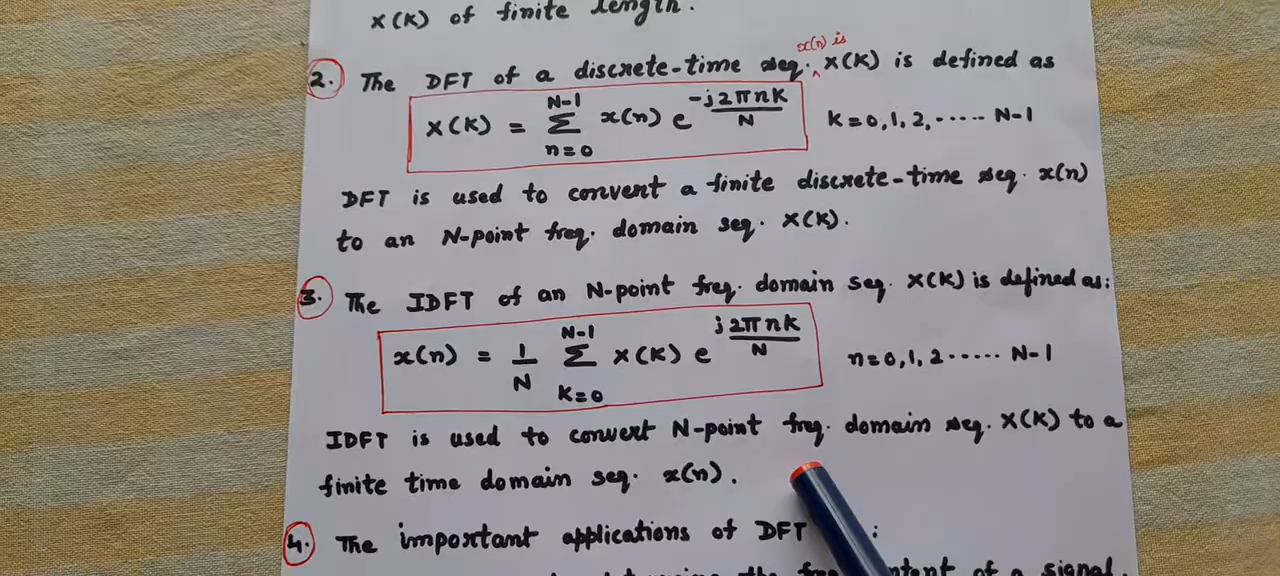 X(K) of finite length.
x(n) is
2. The DFT of a discrete-time seq. ‸ X(K) is defined as
X(K) = N-1 Σ n=0 x(n) e -j2πnk/N K=0,1,2,····· N-1
DFT is used to convert a finite discrete-time seq. x(n)
to an N-point freq. domain seq. X(K).
3. The IDFT of an N-point freq. domain seq. X(K) is defined as:
x(n) = 1/N N-1 Σ K=0 X(K) e j2πnk/N n=0,1,2····· N-1
IDFT is used to convert N-point freq. domain seq. X(K) to a
finite time domain seq. x(n).
4. The important applications of DFT :
the of a signal.